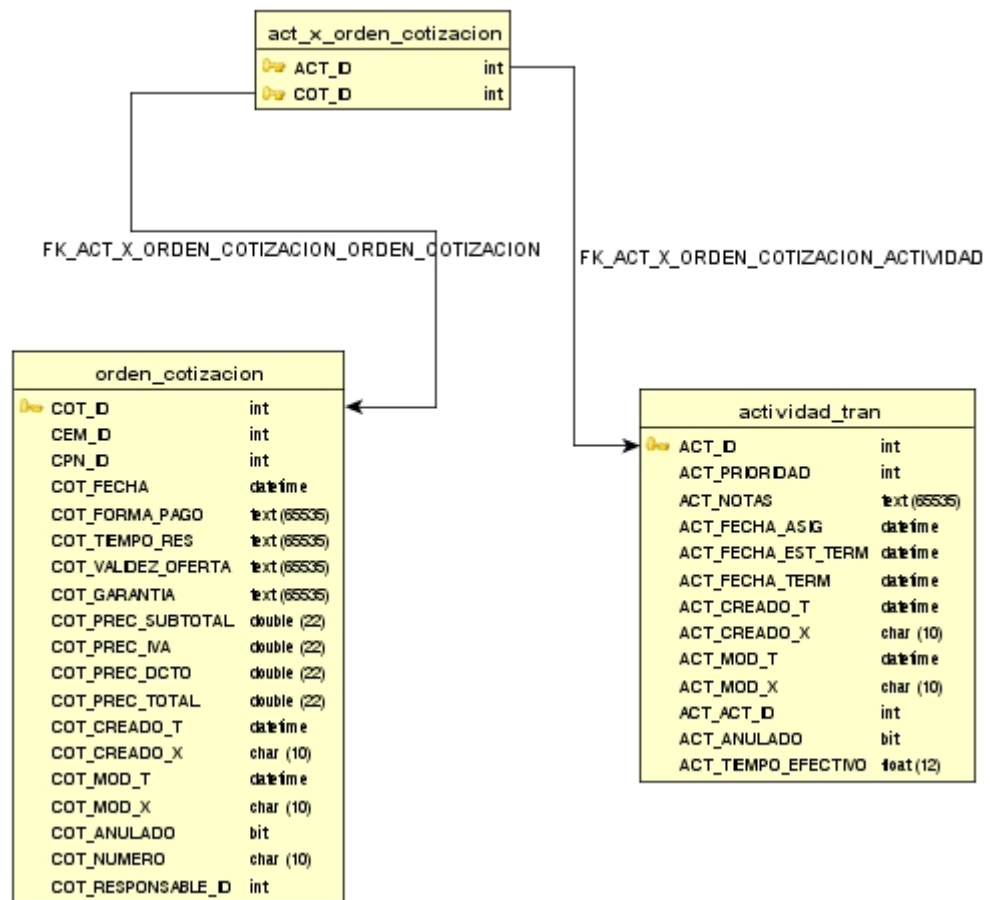 act_x_orden_cotizacion
ACT_ID int
COT_ID int
FK_ACT_X_ORDEN_COTIZACION_ORDEN_COTIZACION
FK_ACT_X_ORDEN_COTIZACION_ACTIVIDAD
orden_cotizacion
COT_ID int
CEM_ID int
CPN_ID int
COT_FECHA datetime
COT_FORMA_PAGO text (65535)
COT_TIEMPO_RES text (65535)
COT_VALIDEZ_OFERTA text (65535)
COT_GARANTIA text (65535)
COT_PREC_SUBTOTAL double (22)
COT_PREC_IVA double (22)
COT_PREC_DCTO double (22)
COT_PREC_TOTAL double (22)
COT_CREADO_T datetime
COT_CREADO_X char (10)
COT_MOD_T datetime
COT_MOD_X char (10)
COT_ANULADO bit
COT_NUMERO char (10)
COT_RESPONSABLE_ID int
actividad_tran
ACT_ID int
ACT_PRIORIDAD int
ACT_NOTAS text (65535)
ACT_FECHA_ASIG datetime
ACT_FECHA_EST_TERM datetime
ACT_FECHA_TERM datetime
ACT_CREADO_T datetime
ACT_CREADO_X char (10)
ACT_MOD_T datetime
ACT_MOD_X char (10)
ACT_ACT_ID int
ACT_ANULADO bit
ACT_TIEMPO_EFECTIVO float (12)